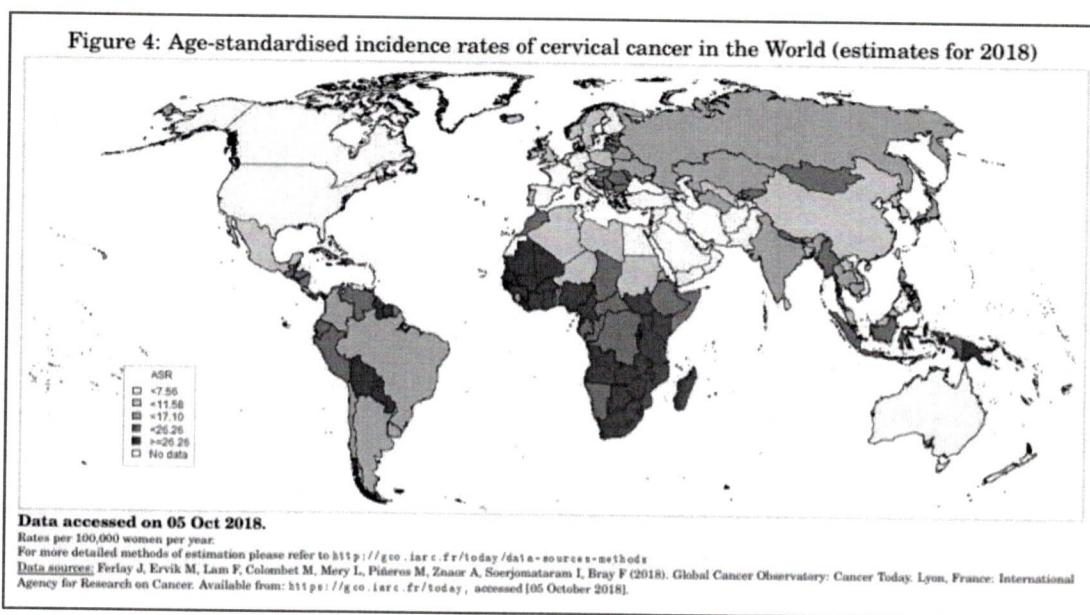 Figure 4: Age-standardised incidence rates of cervical cancer in the World (estimates for 2018)
ASR
<7.56
<11.58
<17.10
<26.26
>=26.26
No data
Data accessed on 05 Oct 2018.
Rates per 100,000 women per year.
For more detailed methods of estimation please refer to http://gco.iarc.fr/today/data-sources-methods
Data sources: Ferlay J, Ervik M, Lam F, Colombet M, Mery L, Piñeros M, Znaor A, Soerjomataram I, Bray F (2018). Global Cancer Observatory: Cancer Today. Lyon, France: International
Agency for Research on Cancer. Available from: https://gco.iarc.fr/today, accessed [05 October 2018].